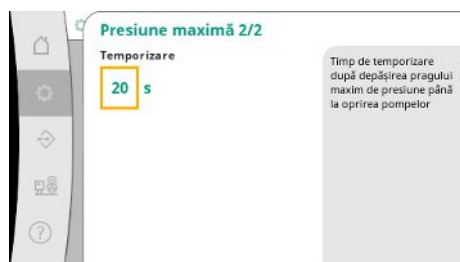 Presiune maximă 2/2
Temporizare
20 s
Timp de temporizare
după depășirea pragului
maxim de presiune până
la oprirea pompelor
?